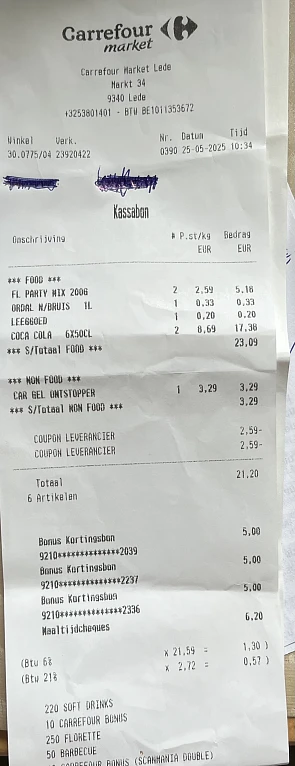 Carrefour
market
Carrefour Market Lede
Markt 34
9340 Lede
+3253801401 - BTW BE1011353672
Winkel Verk. Nr. Datum Tijd
30.0775/04 23920422 0390 25-05-2025 10:34
Kassabon
Omschrijving # P.st/kg Bedrag
EUR EUR
*** FOOD ***
FL PARTY MIX 200G 2 2,59 5,18
ORDAL N/BRUIS 1L 1 0,33 0,33
LEEGGOED 1 0,20 0,20
COCA COLA 6X50CL 2 8,69 17,38
*** S/Totaal FOOD *** 23,09
*** NON FOOD ***
CAR GEL ONTSTOPPER 1 3,29 3,29
*** S/Totaal NON FOOD *** 3,29
COUPON LEVERANCIER 2,59-
COUPON LEVERANCIER 2,59-
Totaal 21,20
6 Artikelen
Bonus Kortingsbon 5,00
9210**************2039
Bonus Kortingsbon 5,00
9210**************2237
Bonus Kortingsbon 5,00
9210**************2336
Maaltijdcheques 6,20
(Btw 6% x 21,59 = 1,30 )
(Btw 21% x 2,72 = 0,57 )
220 SOFT DRINKS
10 CARREFOUR BONUS
250 FLORETTE
50 BARBECUE
CARREFOUR BONUS (SCANMANIA DOUBLE)